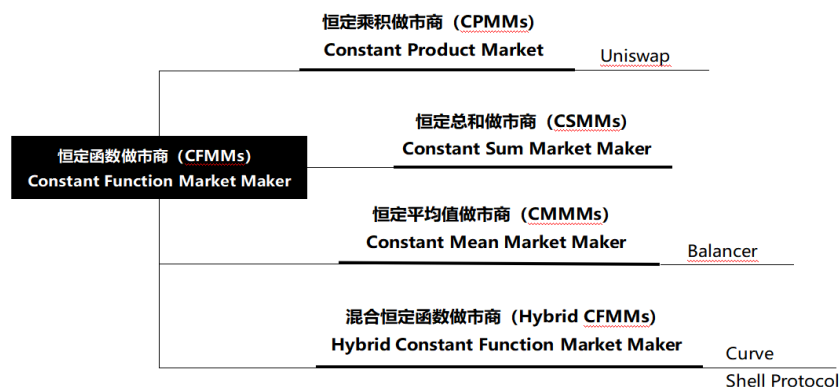 恒定乘积做市商（CPMMs）
Constant Product Market
Uniswap
恒定总和做市商（CSMMs）
Constant Sum Market Maker
恒定函数做市商（CFMMs）
Constant Function Market Maker
恒定平均值做市商（CMMMs）
Constant Mean Market Maker
Balancer
混合恒定函数做市商（Hybrid CFMMs）
Hybrid Constant Function Market Maker
Curve
Shell Protocol